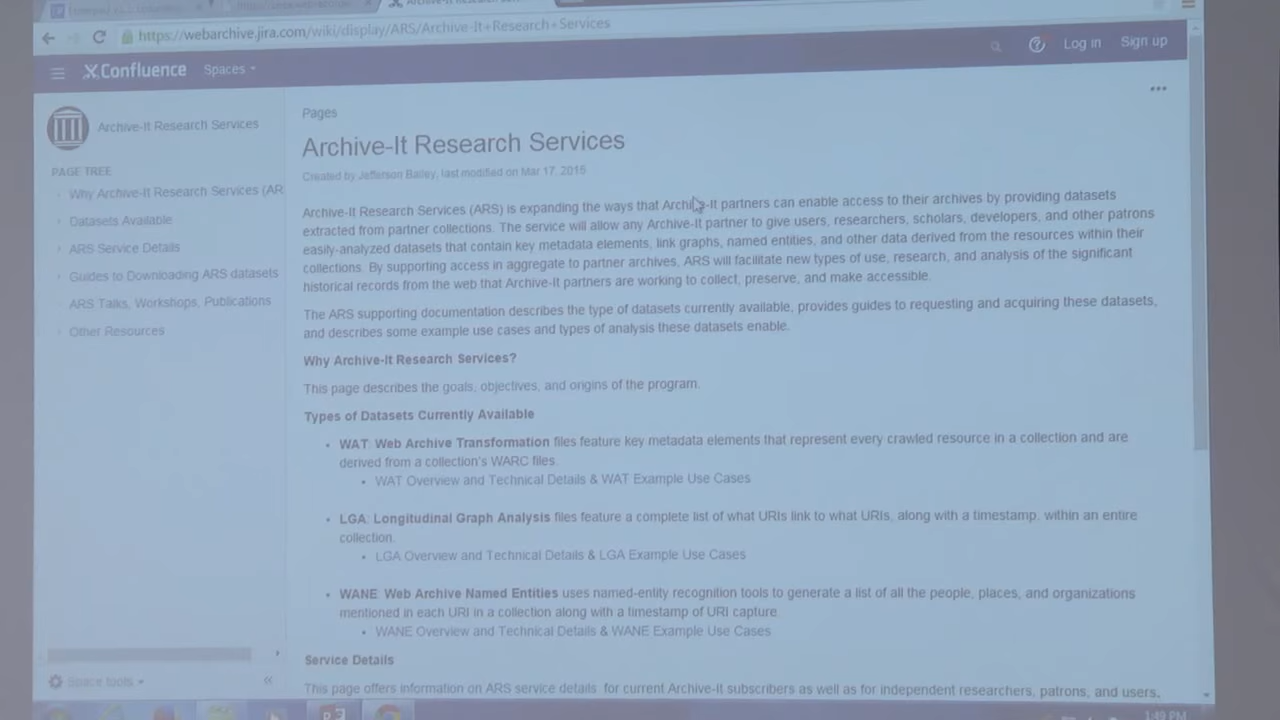 https://webarchive.jira.com/wiki/display/ARS/Archive-It+Research+Services
Confluence
Spaces
Log in
Sign up
Archive-It Research Services
PAGE TREE
Why Archive-It Research Services (AR
Datasets Available
ARS Service Details
Guides to Downloading ARS datasets
ARS Talks, Workshops, Publications
Other Resources
Space tools
Pages
Archive-It Research Services
Created by Jefferson Bailey, last modified on Mar 17, 2015
Archive-It Research Services (ARS) is expanding the ways that Archive-It partners can enable access to their archives by providing datasets
extracted from partner collections. The service will allow any Archive-It partner to give users, researchers, scholars, developers, and other patrons
easily-analyzed datasets that contain key metadata elements, link graphs, named entities, and other data derived from the resources within their
collections. By supporting access in aggregate to partner archives, ARS will facilitate new types of use, research, and analysis of the significant
historical records from the web that Archive-It partners are working to collect, preserve, and make accessible.
The ARS supporting documentation describes the type of datasets currently available, provides guides to requesting and acquiring these datasets,
and describes some example use cases and types of analysis these datasets enable.
Why Archive-It Research Services?
This page describes the goals, objectives, and origins of the program.
Types of Datasets Currently Available
WAT: Web Archive Transformation files feature key metadata elements that represent every crawled resource in a collection and are
derived from a collection's WARC files.
WAT Overview and Technical Details & WAT Example Use Cases
LGA: Longitudinal Graph Analysis files feature a complete list of what URIs link to what URIs, along with a timestamp, within an entire
collection.
LGA Overview and Technical Details & LGA Example Use Cases
WANE: Web Archive Named Entities uses named-entity recognition tools to generate a list of all the people, places, and organizations
mentioned in each URI in a collection along with a timestamp of URI capture.
WANE Overview and Technical Details & WANE Example Use Cases
Service Details
This page offers information on ARS service details for current Archive-It subscribers as well as for independent researchers, patrons, and users,
1:49 PM